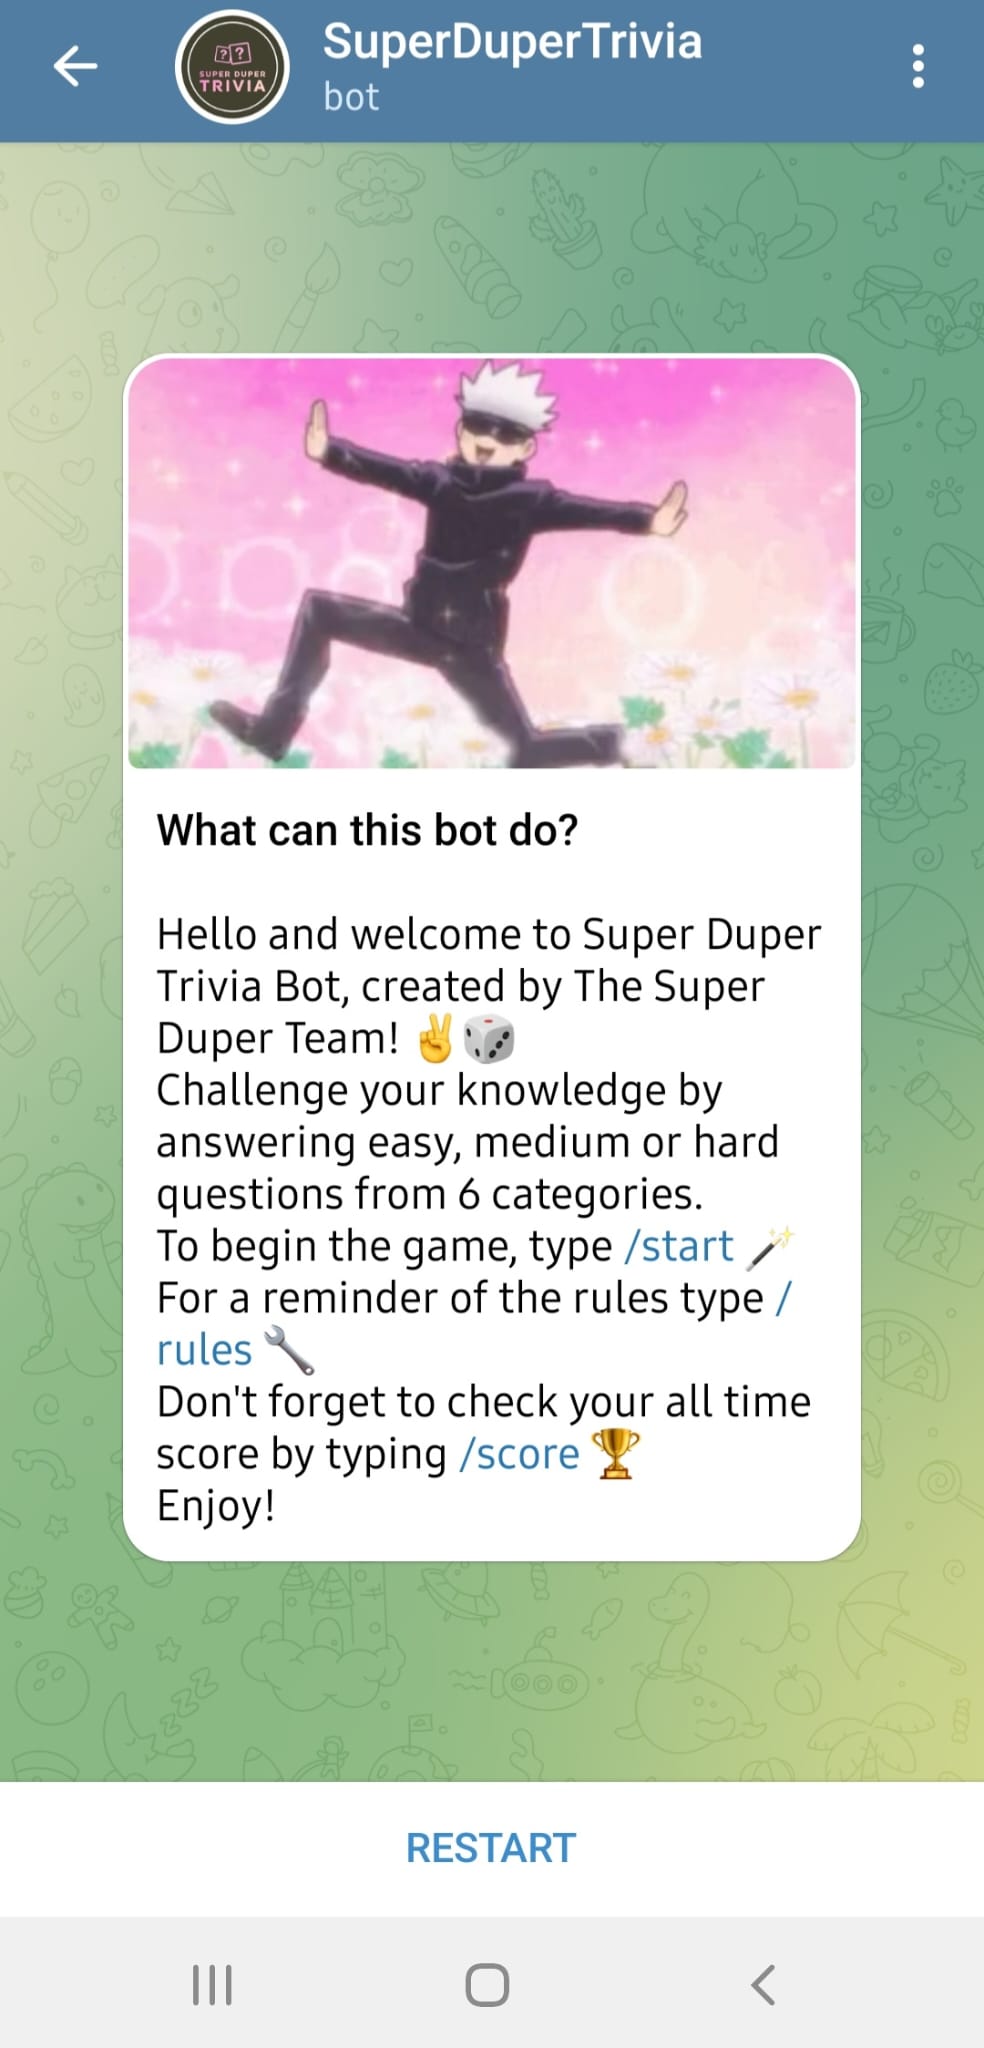 SuperDuperTrivia
bot
? ?
SUPER DUPER
TRIVIA
What can this bot do?
Hello and welcome to Super Duper
Trivia Bot, created by The Super
Duper Team! ✌️🎲
Challenge your knowledge by
answering easy, medium or hard
questions from 6 categories.
To begin the game, type /start 🪄
For a reminder of the rules type /
rules 🔧
Don't forget to check your all time
score by typing /score 🏆
Enjoy!
RESTART